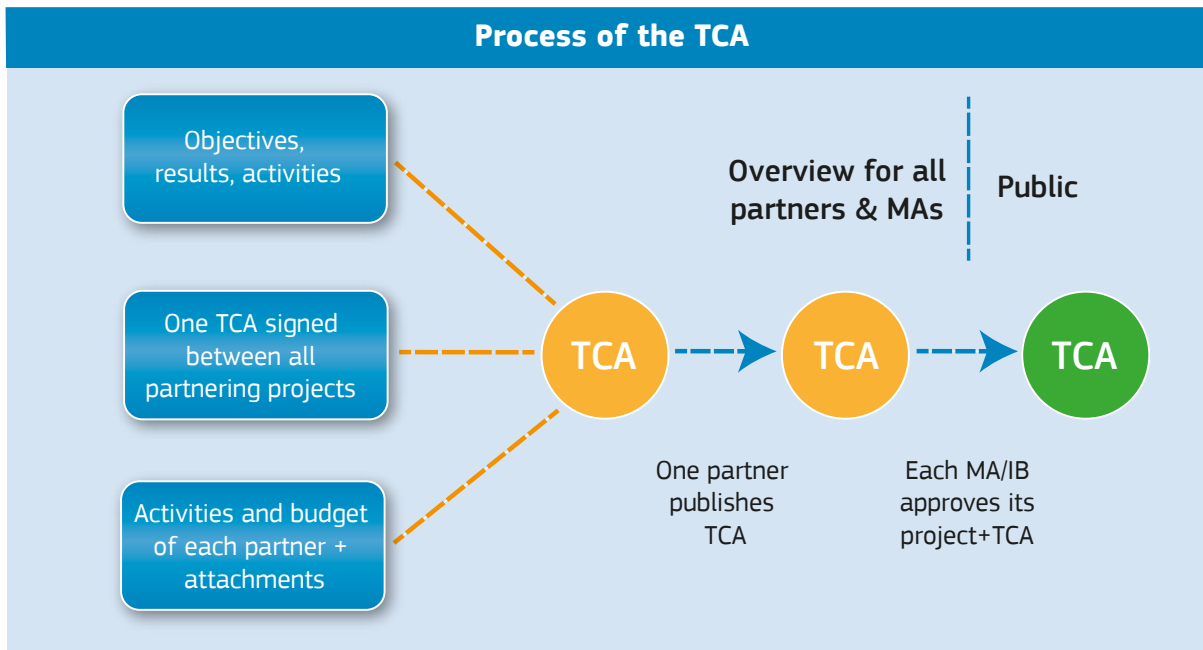 Process of the TCA
Objectives,
results, activities
One TCA signed
between all
partnering projects
Activities and budget
of each partner +
attachments
Overview for all
partners & MAs
Public
TCA
TCA
TCA
One partner
publishes
TCA
Each MA/IB
approves its
project+TCA